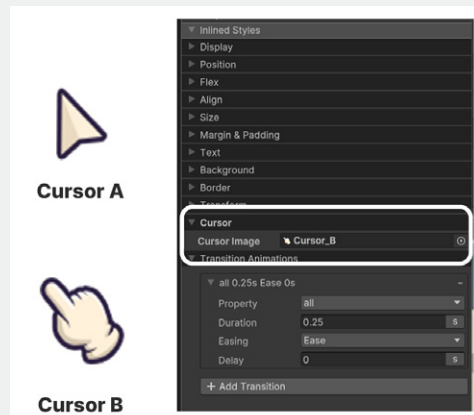 Cursor A
Cursor B
Inlined Styles
Display
Position
Flex
Align
Size
Margin & Padding
Text
Background
Border
Transform
Cursor
Cursor Image Cursor_B
Transition Animations
all 0.25s Ease 0s
Property all
Duration 0.25 s
Easing Ease
Delay 0 s
+ Add Transition